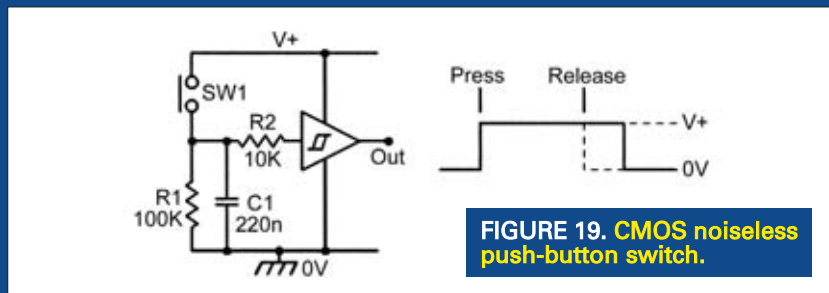 V+
SW1
R2
10K
Out
R1
100K
C1
220n
0V
Press Release
V+
0V
FIGURE 19. CMOS noiseless
push-button switch.